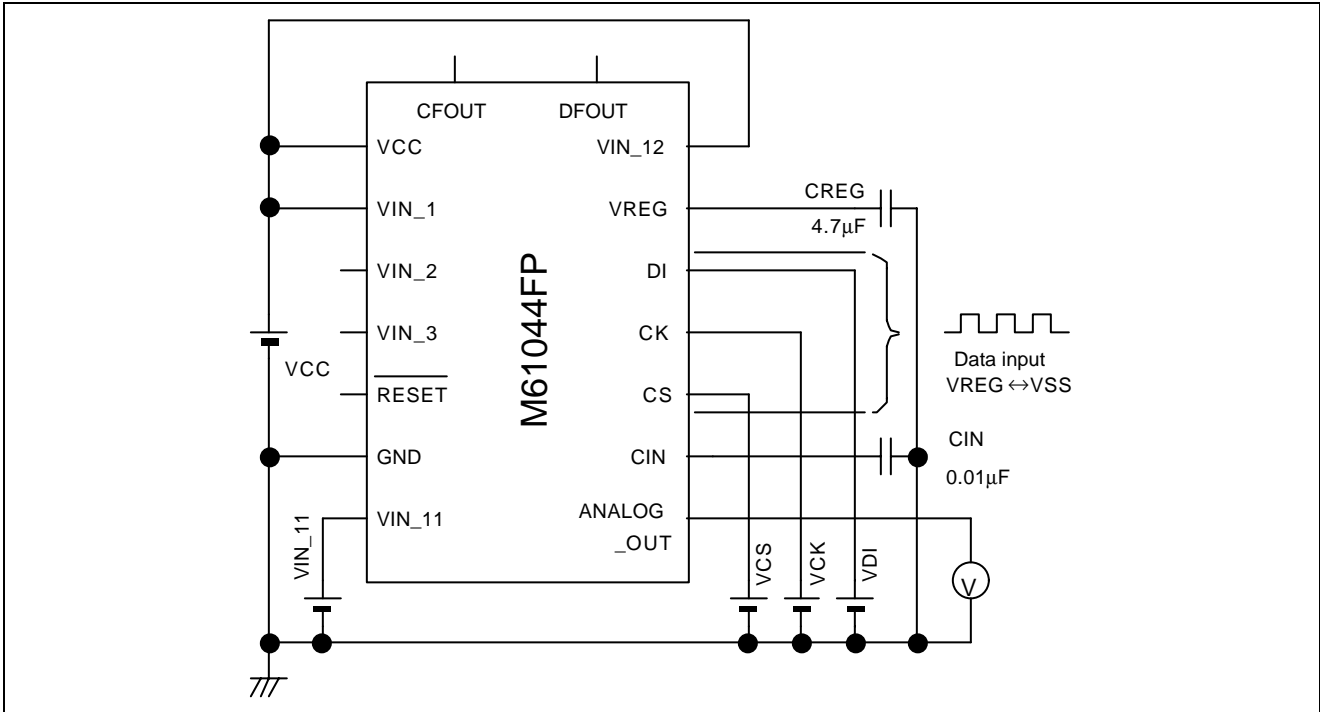 CFOUT
DFOUT
VCC
VIN_12
VIN_1
VREG
CREG
4.7μF
VIN_2
DI
VIN_3
CK
Data input
VREG↔VSS
VCC
RESET
CS
M61044FP
GND
CIN
CIN
0.01μF
VIN_11
VIN_11
ANALOG
_OUT
VCS
VCK
VDI
V